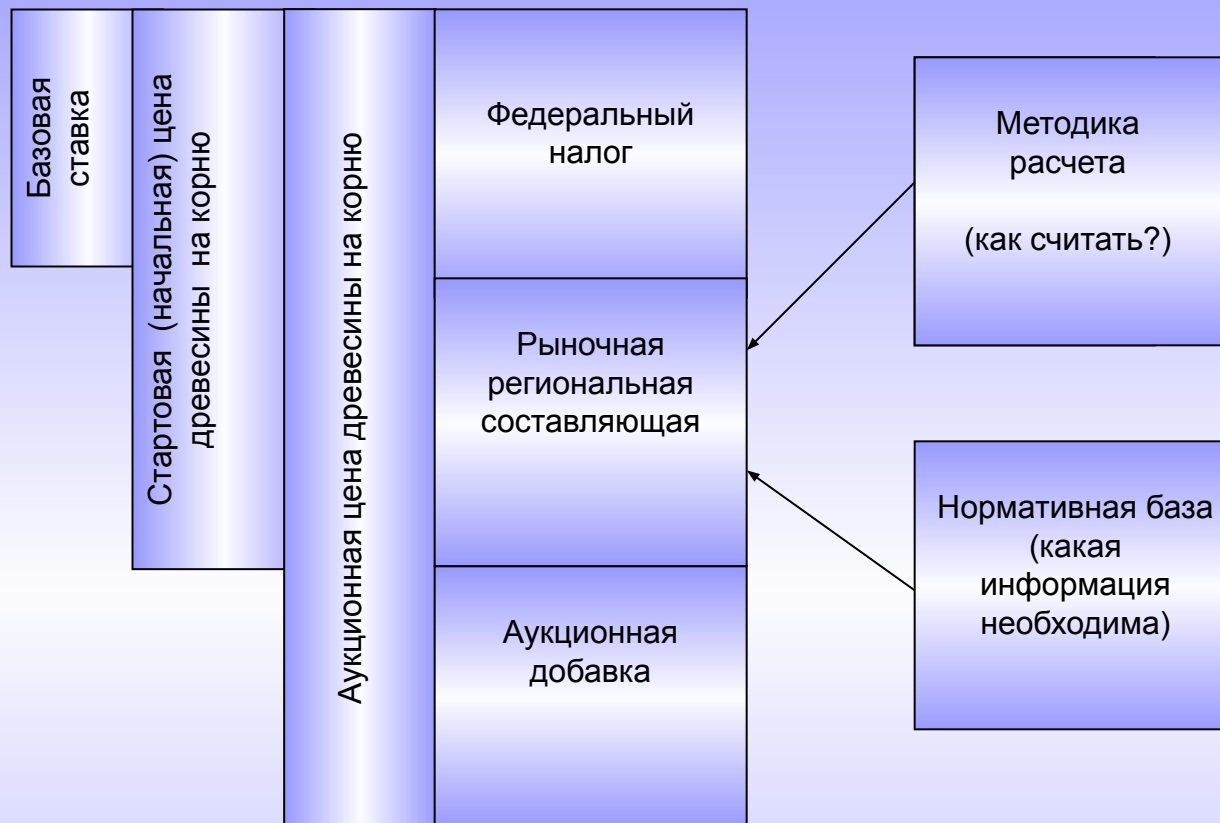 Базовая
ставка
Стартовая (начальная) цена
древесины на корню
Аукционная цена древесины на корню
Федеральный
налог
Рыночная
региональная
составляющая
Аукционная
добавка
Методика
расчета
(как считать?)
Нормативная база
(какая
информация
необходима)